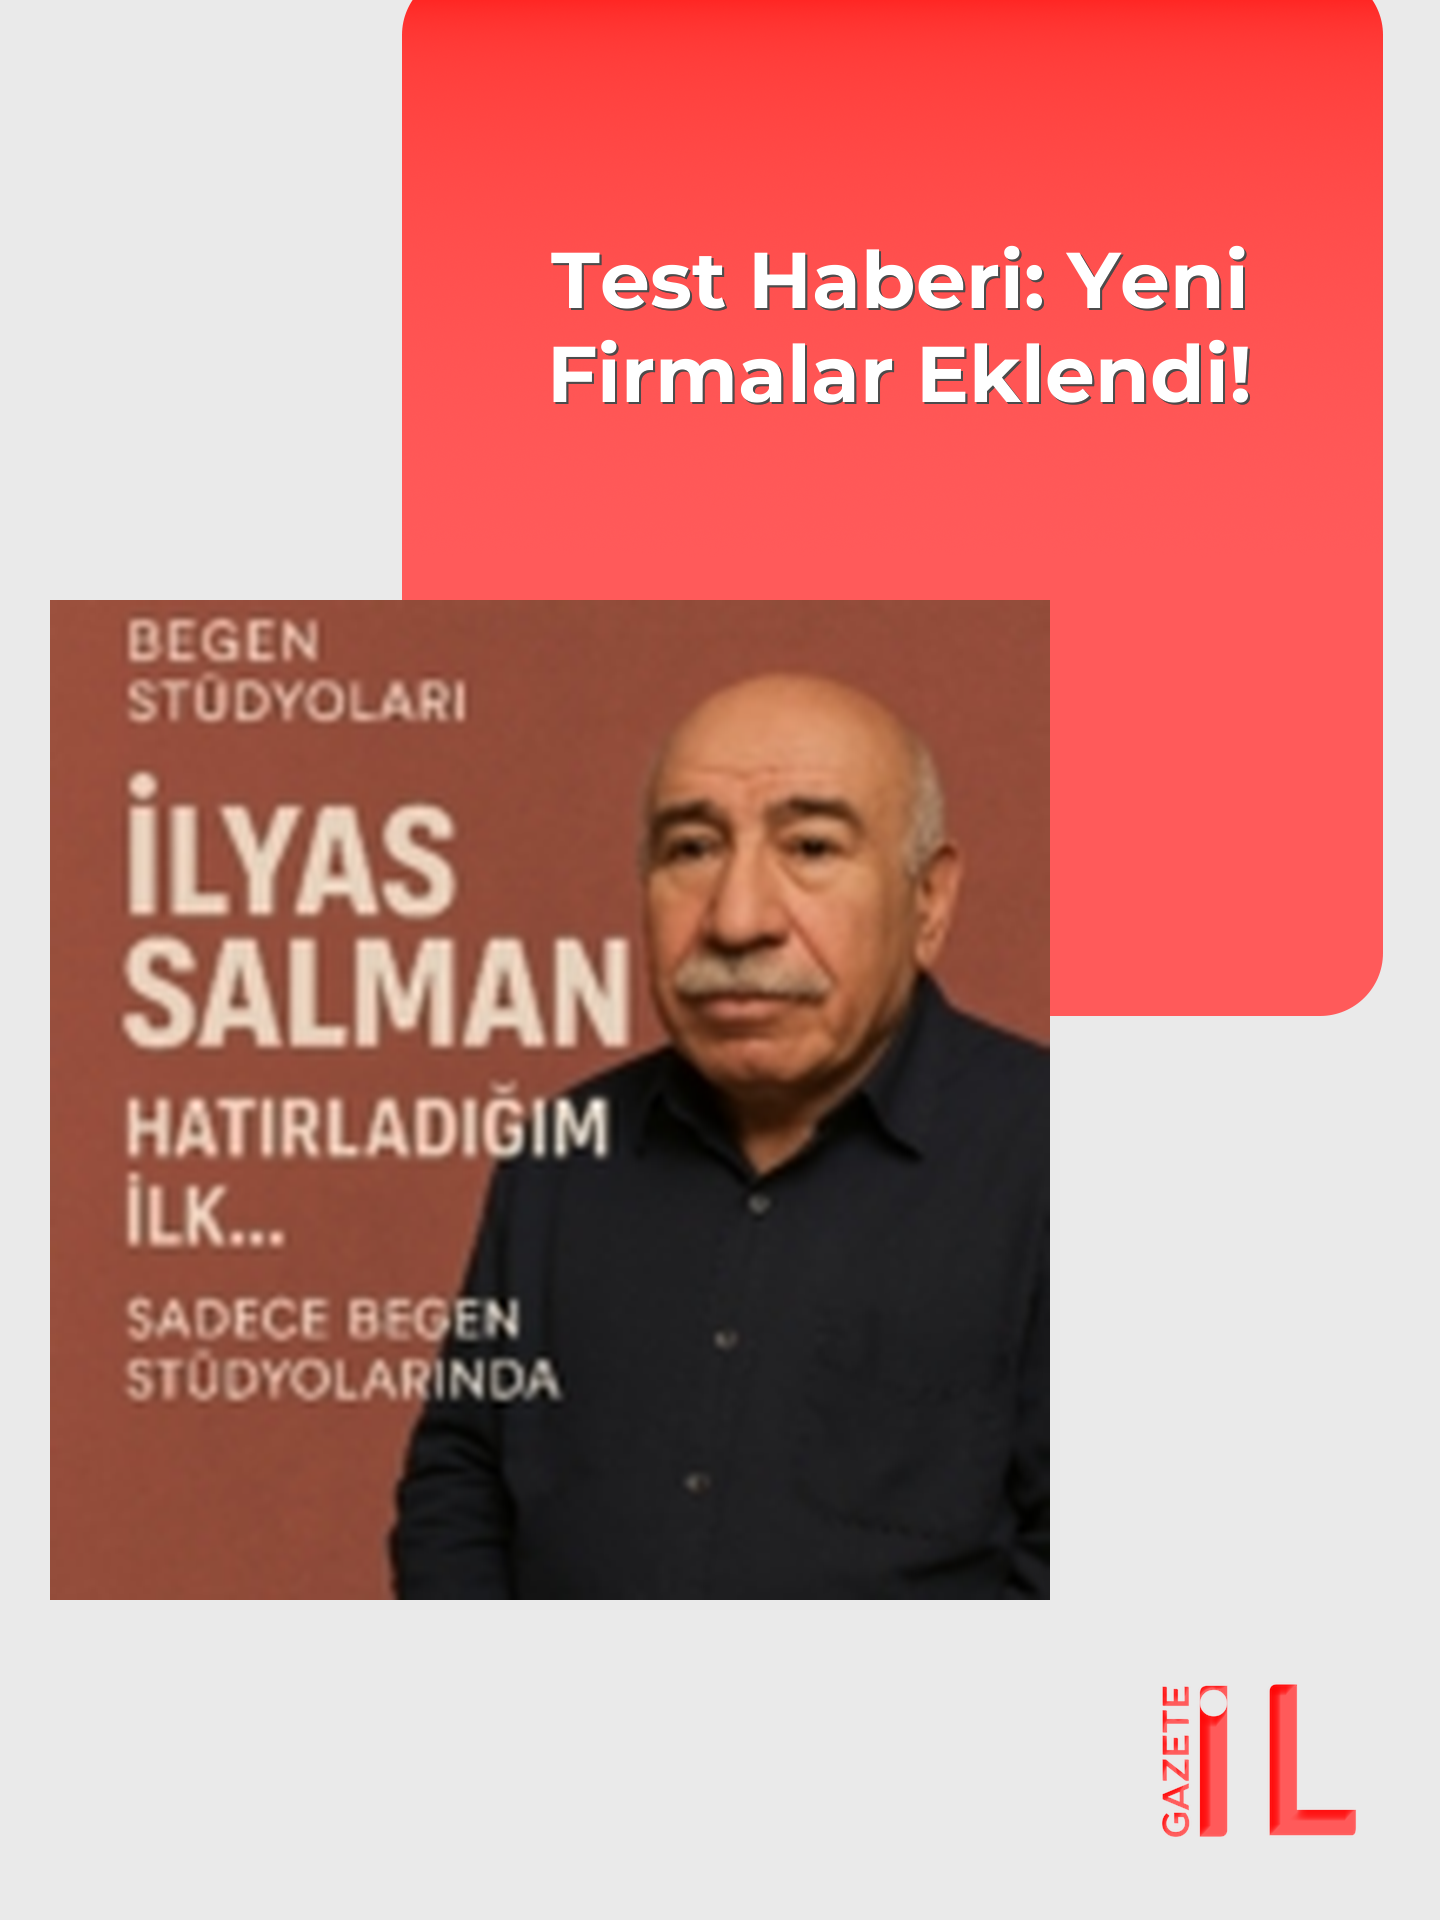 Test Haberi: Yeni
Firmalar Eklendi!
BEGEN
STÜDYOLARI
İLYAS
SALMAN
HATIRLADIĞIM
İLK...
SADECE BEGEN
STÜDYOLARINDA
GAZETE
İL